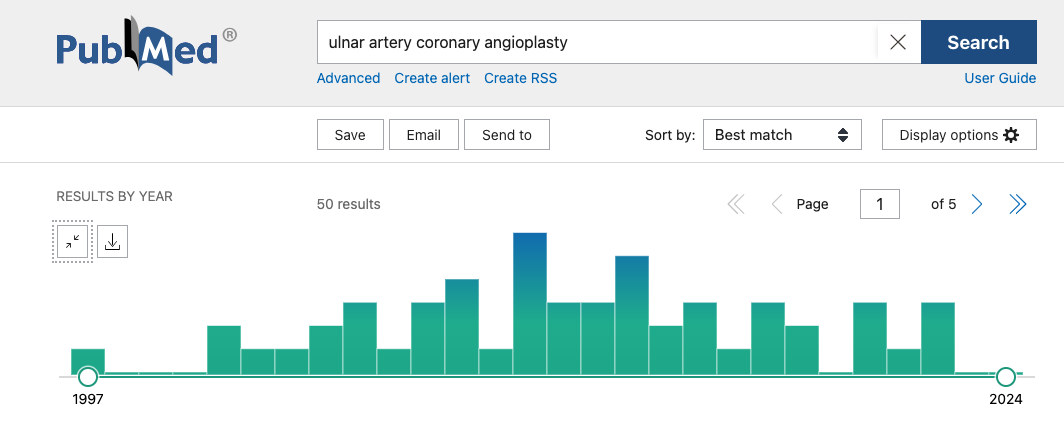 PubMed®
ulnar artery coronary angioplasty
Search
Advanced Create alert Create RSS User Guide
Save Email Send to Sort by: Best match Display options
RESULTS BY YEAR 50 results Page 1 of 5
1997 2024